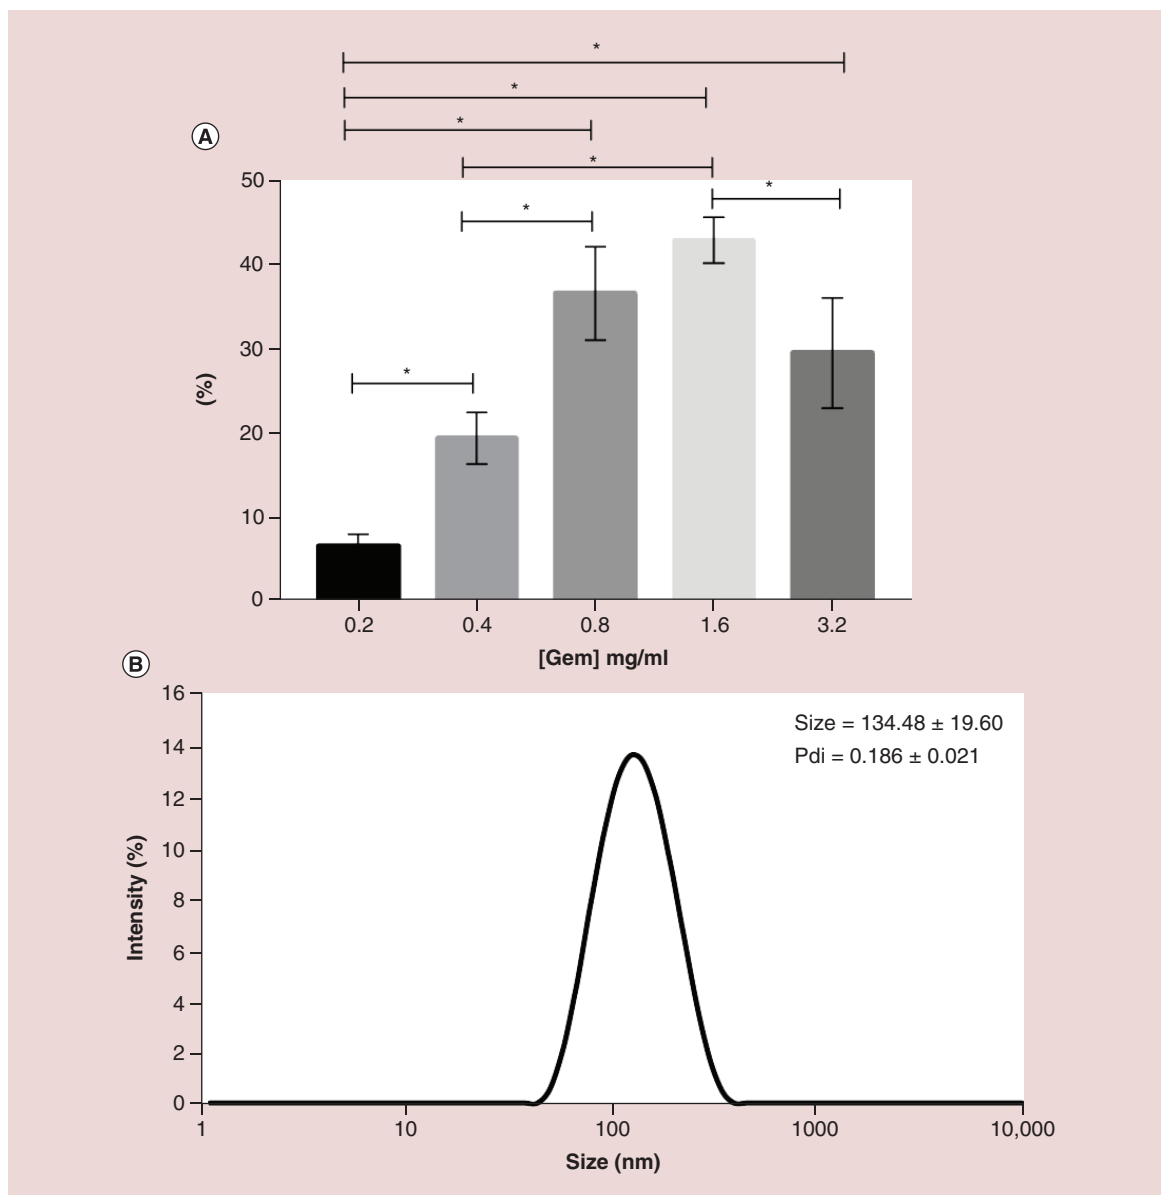 *
*
*
A
*
50
*
*
40
30
(%)
*
20
10
0
0.2 0.4 0.8 1.6 3.2
[Gem] mg/ml
B
16
Size = 134.48 ± 19.60
14
Pdi = 0.186 ± 0.021
12
10
Intensity (%)
8
6
4
2
0
1 10 100 1000 10,000
Size (nm)